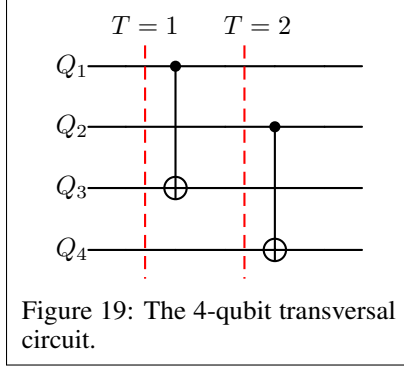 T = 1 T = 2
Q1
Q2
Q3
Q4
Figure 19: The 4-qubit transversal
circuit.